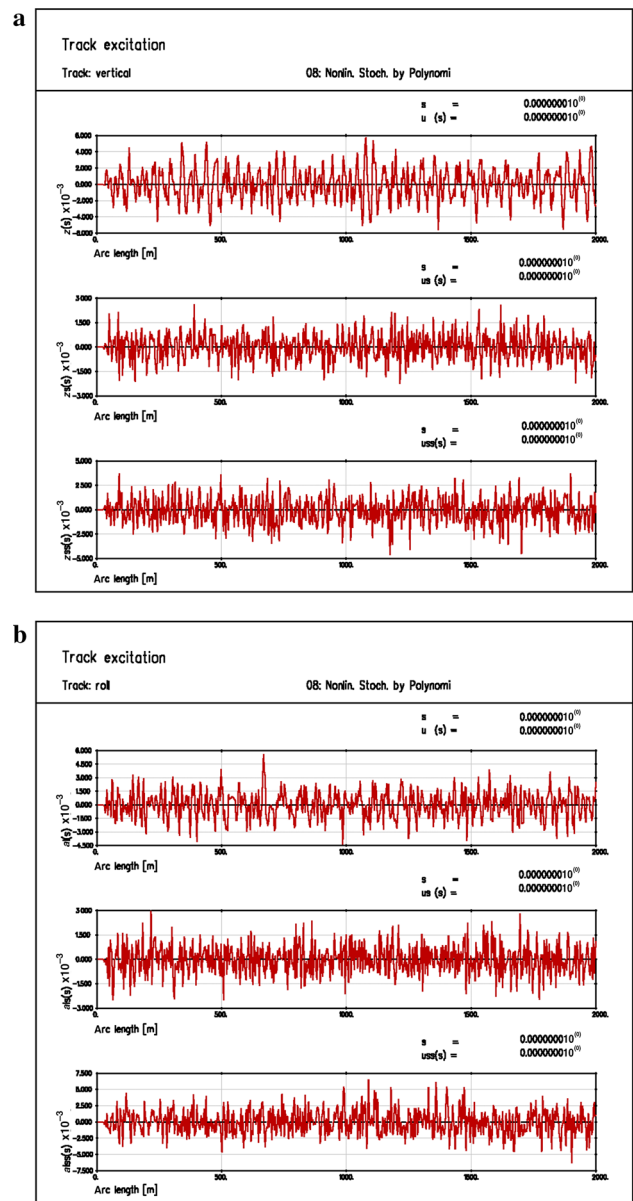 a
Track excitation
Track: vertical 08: Nonlin. Stoch. by Polynomi
s = 0.000000010(0)
u (s) = 0.000000010(0)
6.000
4.000
2.000
0.000
-2.000
-4.000
-6.000
z(s) x10-3
0. 500. 1000. 1500. 2000.
Arc length [m]
s = 0.000000010(0)
us (s) = 0.000000010(0)
3.000
1.500
0.000
-1.500
-3.000
zs(s) x10-3
0. 500. 1000. 1500. 2000.
Arc length [m]
s = 0.000000010(0)
uss(s) = 0.000000010(0)
5.000
2.500
0.000
-2.500
-5.000
zss(s) x10-3
0. 500. 1000. 1500. 2000.
Arc length [m]
b
Track excitation
Track: roll 08: Nonlin. Stoch. by Polynomi
s = 0.000000010(0)
u (s) = 0.000000010(0)
6.000
4.500
3.000
1.500
0.000
-1.500
-3.000
-4.500
al(s) x10-3
0. 500. 1000. 1500. 2000.
Arc length [m]
s = 0.000000010(0)
us (s) = 0.000000010(0)
3.000
1.500
0.000
-1.500
-3.000
als(s) x10-3
0. 500. 1000. 1500. 2000.
Arc length [m]
s = 0.000000010(0)
uss(s) = 0.000000010(0)
7.500
5.000
2.500
0.000
-2.500
-5.000
-7.500
alss(s) x10-3
0. 500. 1000. 1500. 2000.
Arc length [m]